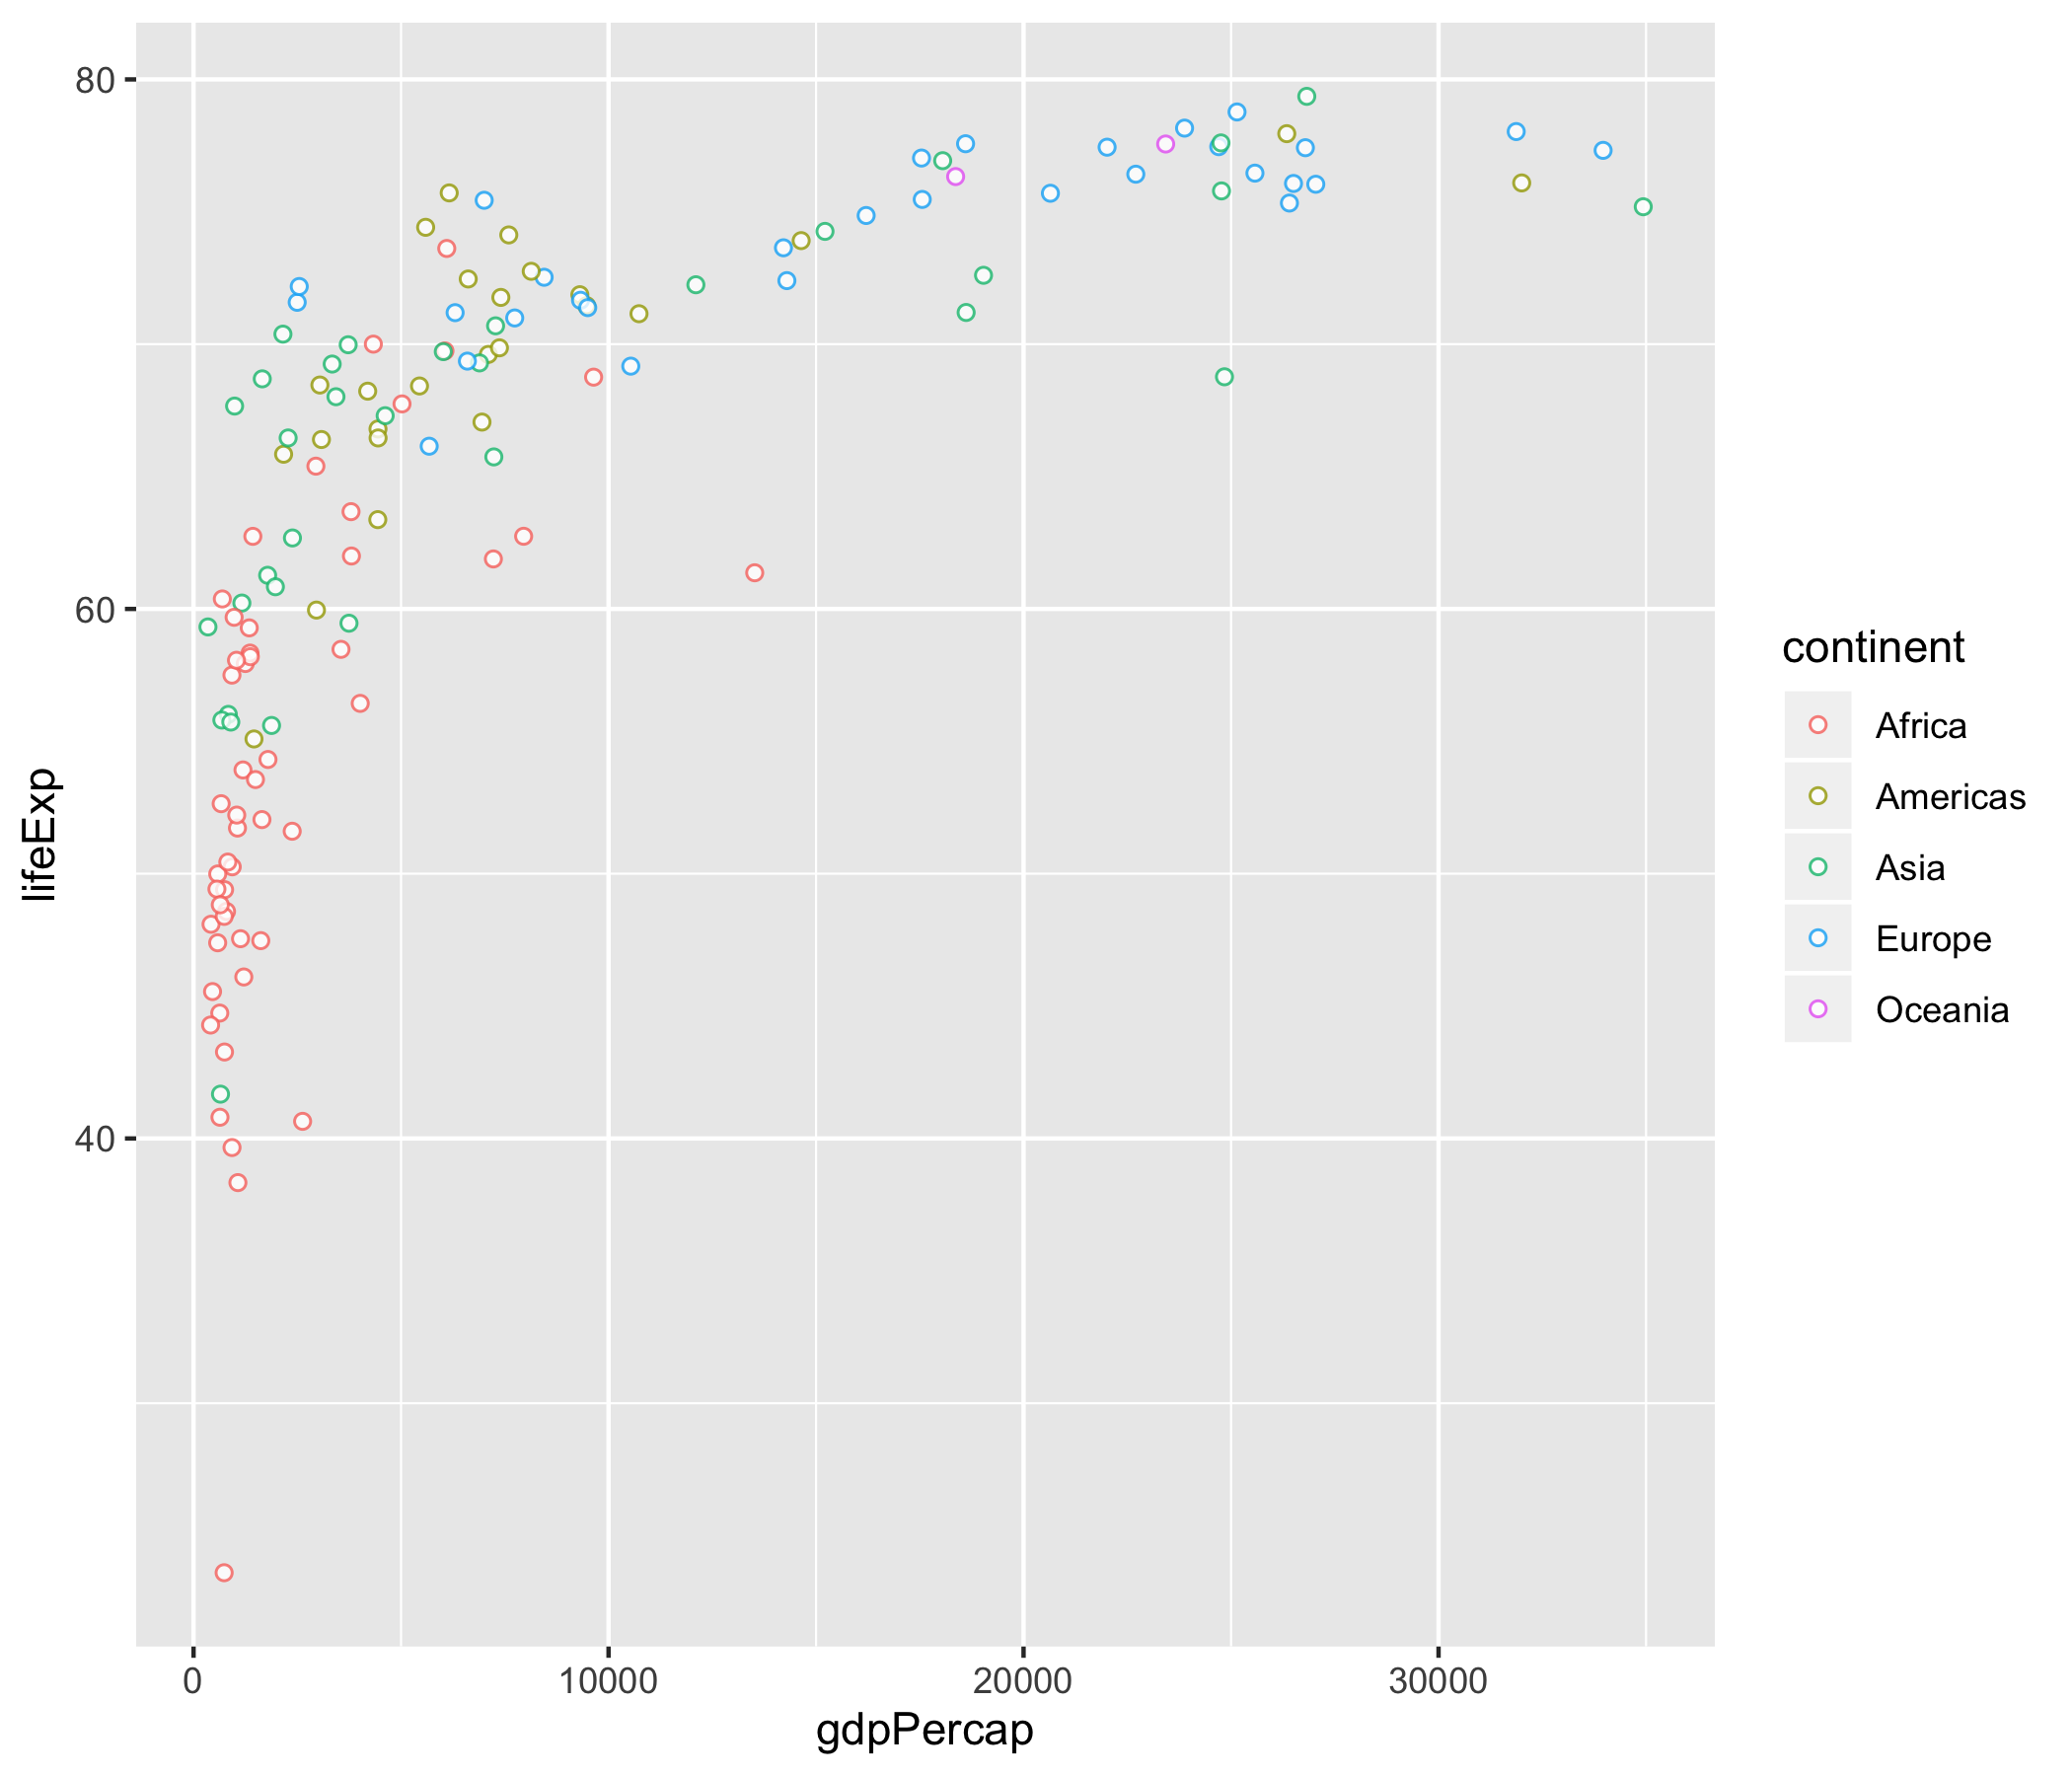 80
60
40
lifeExp
0 10000 20000 30000
gdpPercap
continent
Africa
Americas
Asia
Europe
Oceania